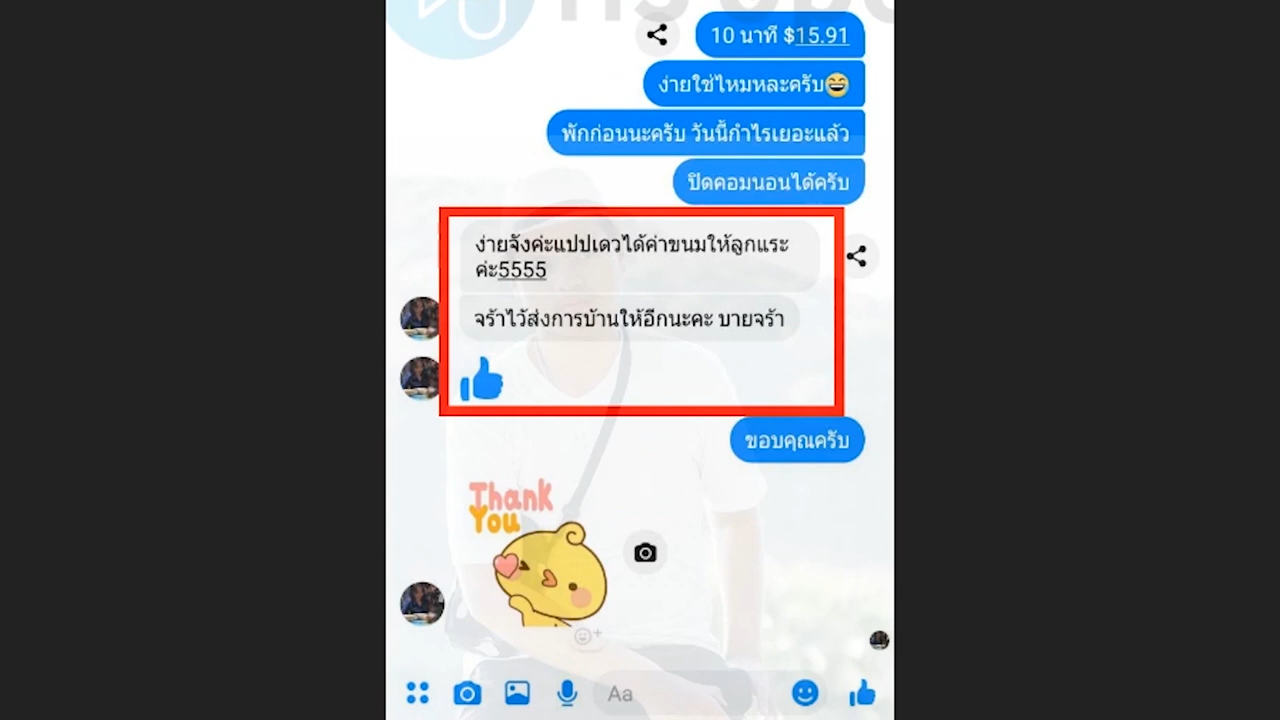 10 นาที $15.91
ง่ายใช่ไหมหละครับ😄
พักก่อนนะครับ วันนี้กำไรเยอะแล้ว
ปิดคอมนอนได้ครับ
ง่ายจังค่ะแปปเดวได้ค่าขนมให้ลูกแระ
ค่ะ5555
จร้าไว้ส่งการบ้านให้อีกนะคะ บายจร้า
ขอบคุณครับ
Thank
You
Aa